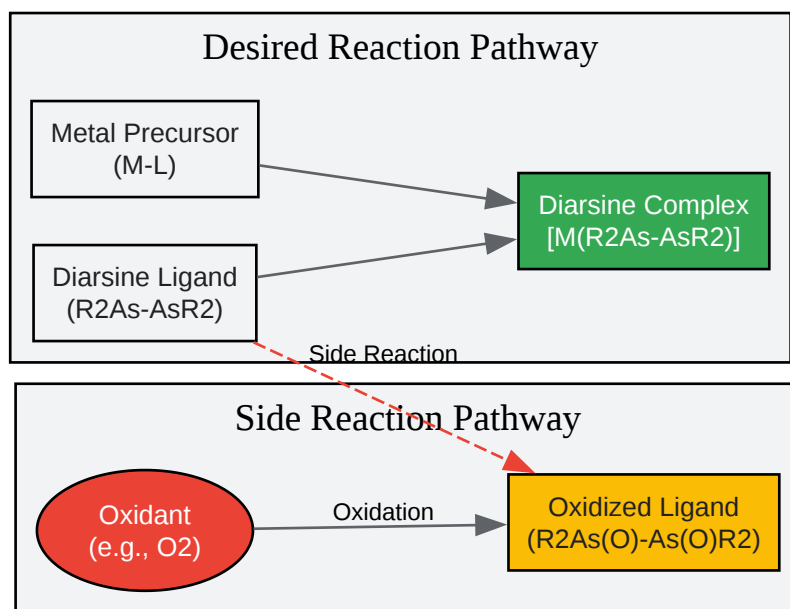 Desired Reaction Pathway
Metal Precursor
(M-L)
Diarsine Complex
[M(R2As-AsR2)]
Diarsine Ligand
(R2As-AsR2)
Side Reaction
Side Reaction Pathway
Oxidant
(e.g., O2)
Oxidation
Oxidized Ligand
(R2As(O)-As(O)R2)